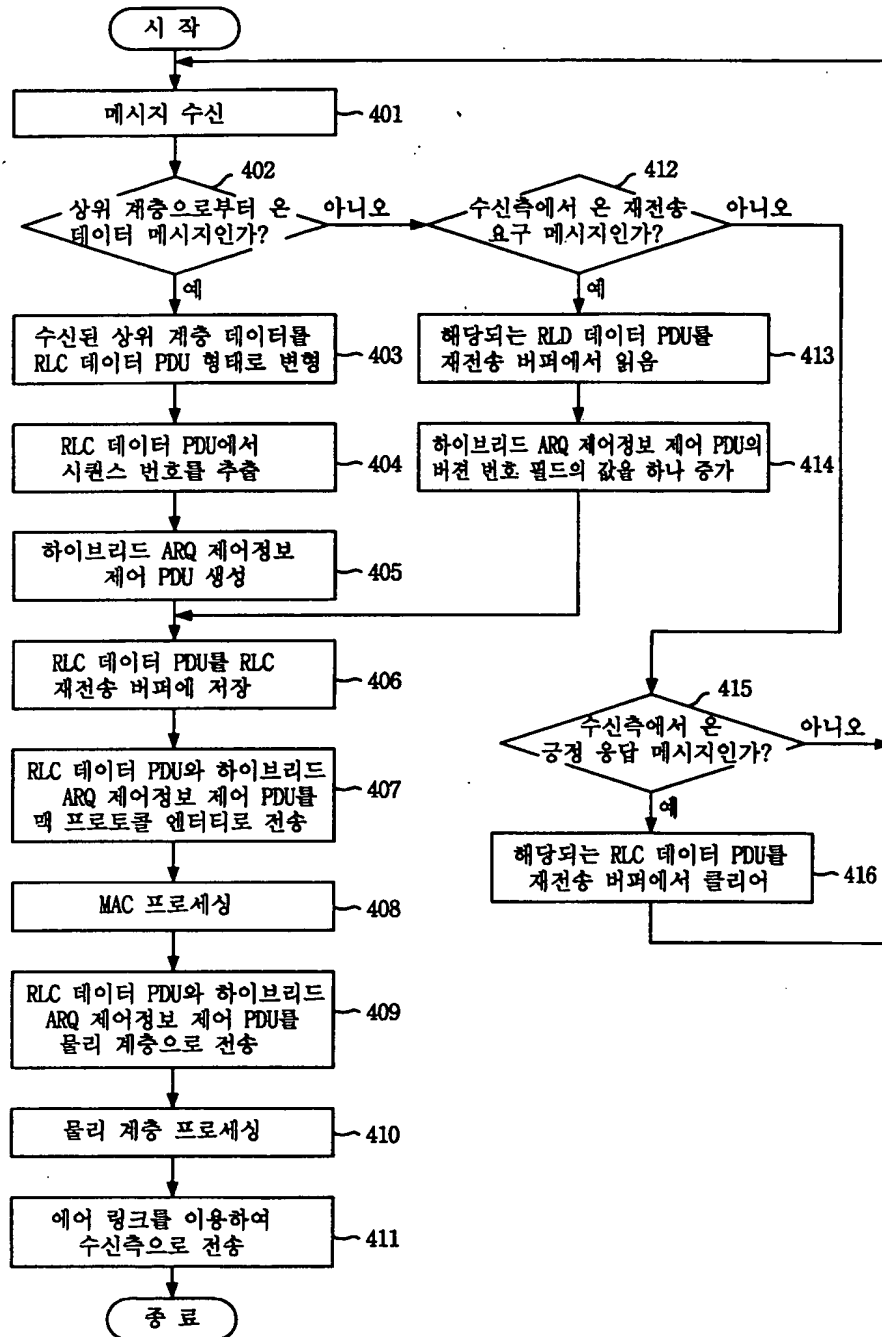 시 작
메시지 수신
401
402
상위 계층으로부터 온
데이터 메시지인가?
아니오
예
수신된 상위 계층 데이터를
RLC 데이터 PDU 형태로 변형
403
RLC 데이터 PDU에서
시퀀스 번호를 추출
404
하이브리드 ARQ 제어정보
제어 PDU 생성
405
RLC 데이터 PDU를 RLC
재전송 버퍼에 저장
406
RLC 데이터 PDU와 하이브리드
ARQ 제어정보 제어 PDU를
맥 프로토콜 엔터티로 전송
407
MAC 프로세싱
408
RLC 데이터 PDU와 하이브리드
ARQ 제어정보 제어 PDU를
물리 계층으로 전송
409
물리 계층 프로세싱
410
에어 링크를 이용하여
수신측으로 전송
411
종 료
412
수신측에서 온 재전송
요구 메시지인가?
아니오
예
해당되는 RLD 데이터 PDU를
재전송 버퍼에서 읽음
413
하이브리드 ARQ 제어정보 제어 PDU의
버젼 번호 필드의 값을 하나 증가
414
415
수신측에서 온
긍정 응답 메시지인가?
아니오
예
해당되는 RLC 데이터 PDU를
재전송 버퍼에서 클리어
416